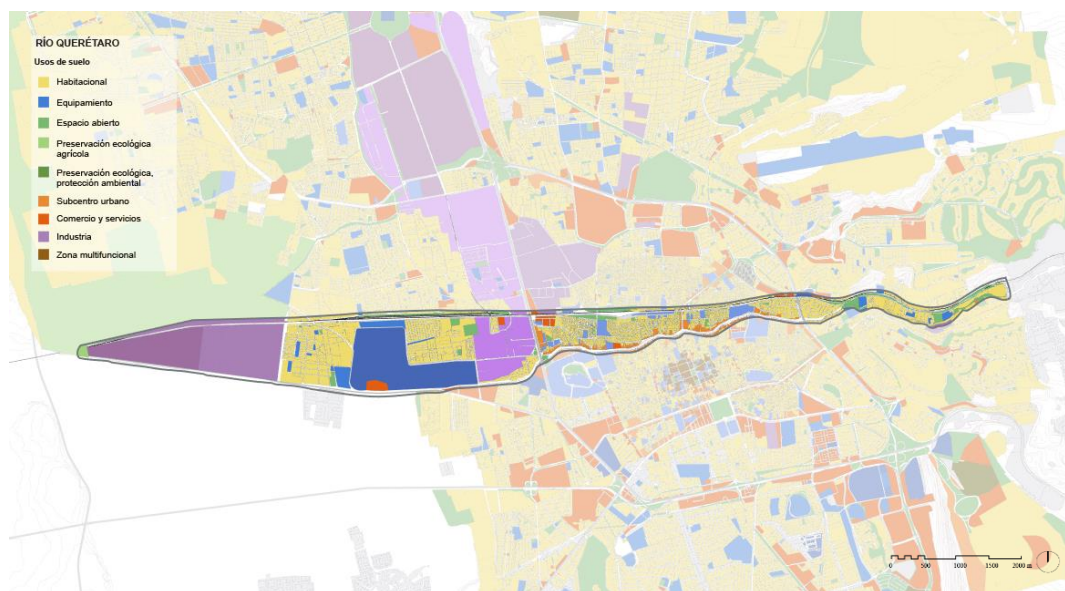 RÍO QUERÉTARO
Usos de suelo
Habitacional
Equipamiento
Espacio abierto
Preservación ecológica
agrícola
Preservación ecológica,
protección ambiental
Subcentro urbano
Comercio y servicios
Industria
Zona multifuncional
0 500 1000 1500 2000 m